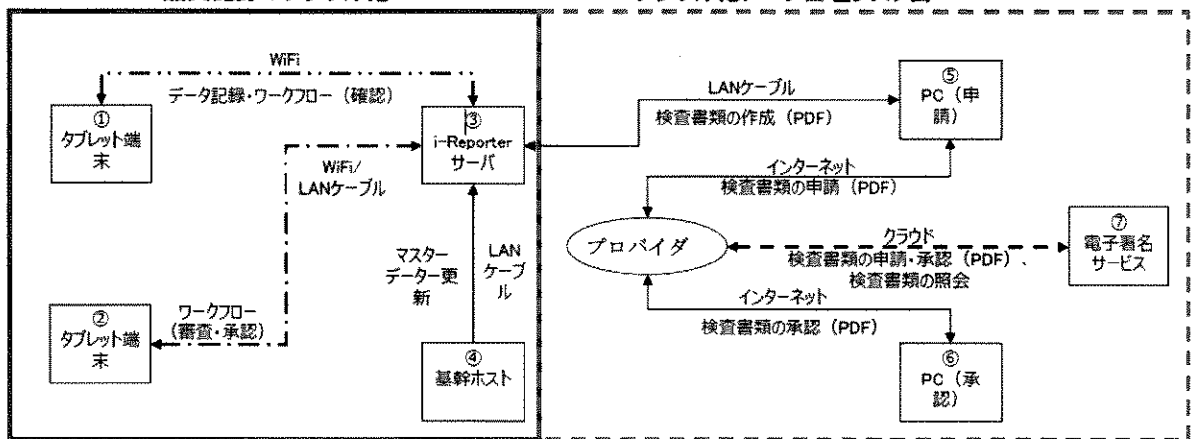 WiFi
データ記録・ワークフロー（確認）
①
タブレット端
末
③
i-Reporter
サーバ
WiFi/
LANケーブル
マスター
データー更
新
LAN
ケーブ
ル
②
タブレット端
末
ワークフロー
（審査・承認）
④
基幹ホスト
LANケーブル
検査書類の作成（PDF）
⑤
PC（申
請）
インターネット
検査書類の申請（PDF）
プロバイダ
クラウド
検査書類の申請・承認（PDF）、
検査書類の照会
⑦
電子署名
サービス
インターネット
検査書類の承認（PDF）
⑥
PC（承
認）